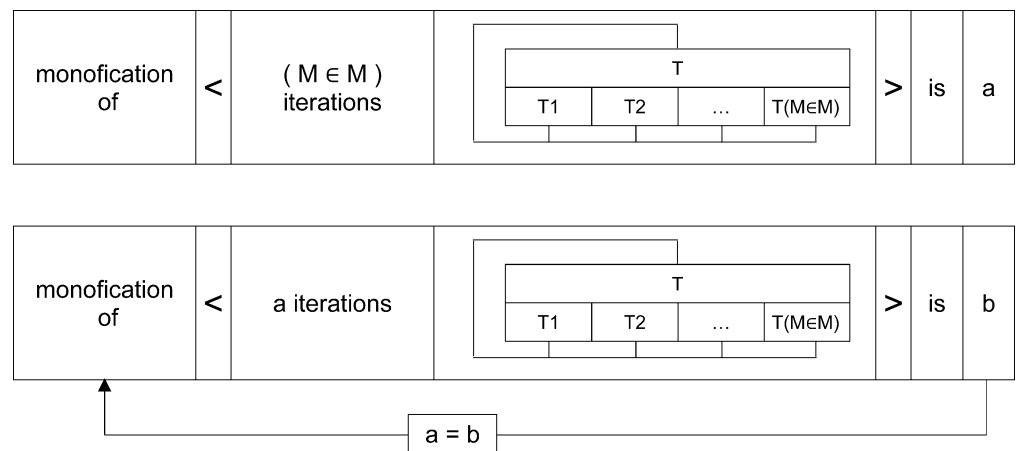 monofication of
<
( M ∈ M ) iterations
T
T1 T2 ... T(M∈M)
>
is
a
monofication of
<
a iterations
T
T1 T2 ... T(M∈M)
>
is
b
a = b